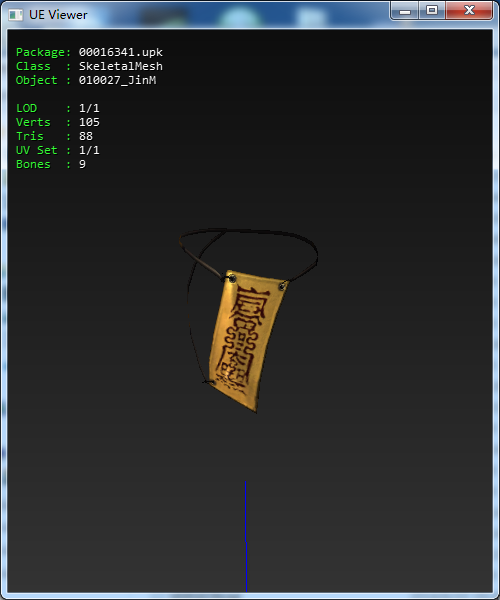 UE Viewer
Package: 00016341.upk
Class : SkeletalMesh
Object : 010027_JinM
LOD : 1/1
Verts : 105
Tris : 88
UV Set : 1/1
Bones : 9